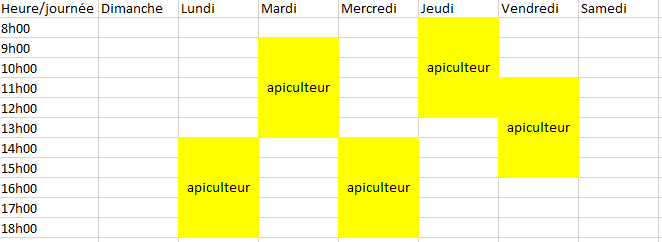 Heure/journée Dimanche Lundi Mardi Mercredi Jeudi Vendredi Samedi
8h00
9h00
10h00 apiculteur
11h00 apiculteur
12h00
13h00 apiculteur
14h00
15h00
16h00 apiculteur apiculteur
17h00
18h00